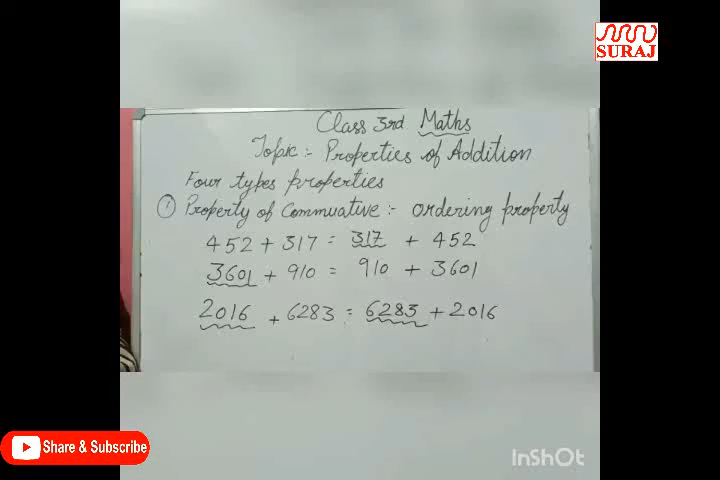 SURAJ
Class 3rd Maths
Topic :- Properties of Addition
Four types properties
① Property of Commuative :- ordering property
452 + 317 = 317 + 452
3601 + 910 = 910 + 3601
2016 + 6283 = 6283 + 2016
Share & Subscribe
InShOt